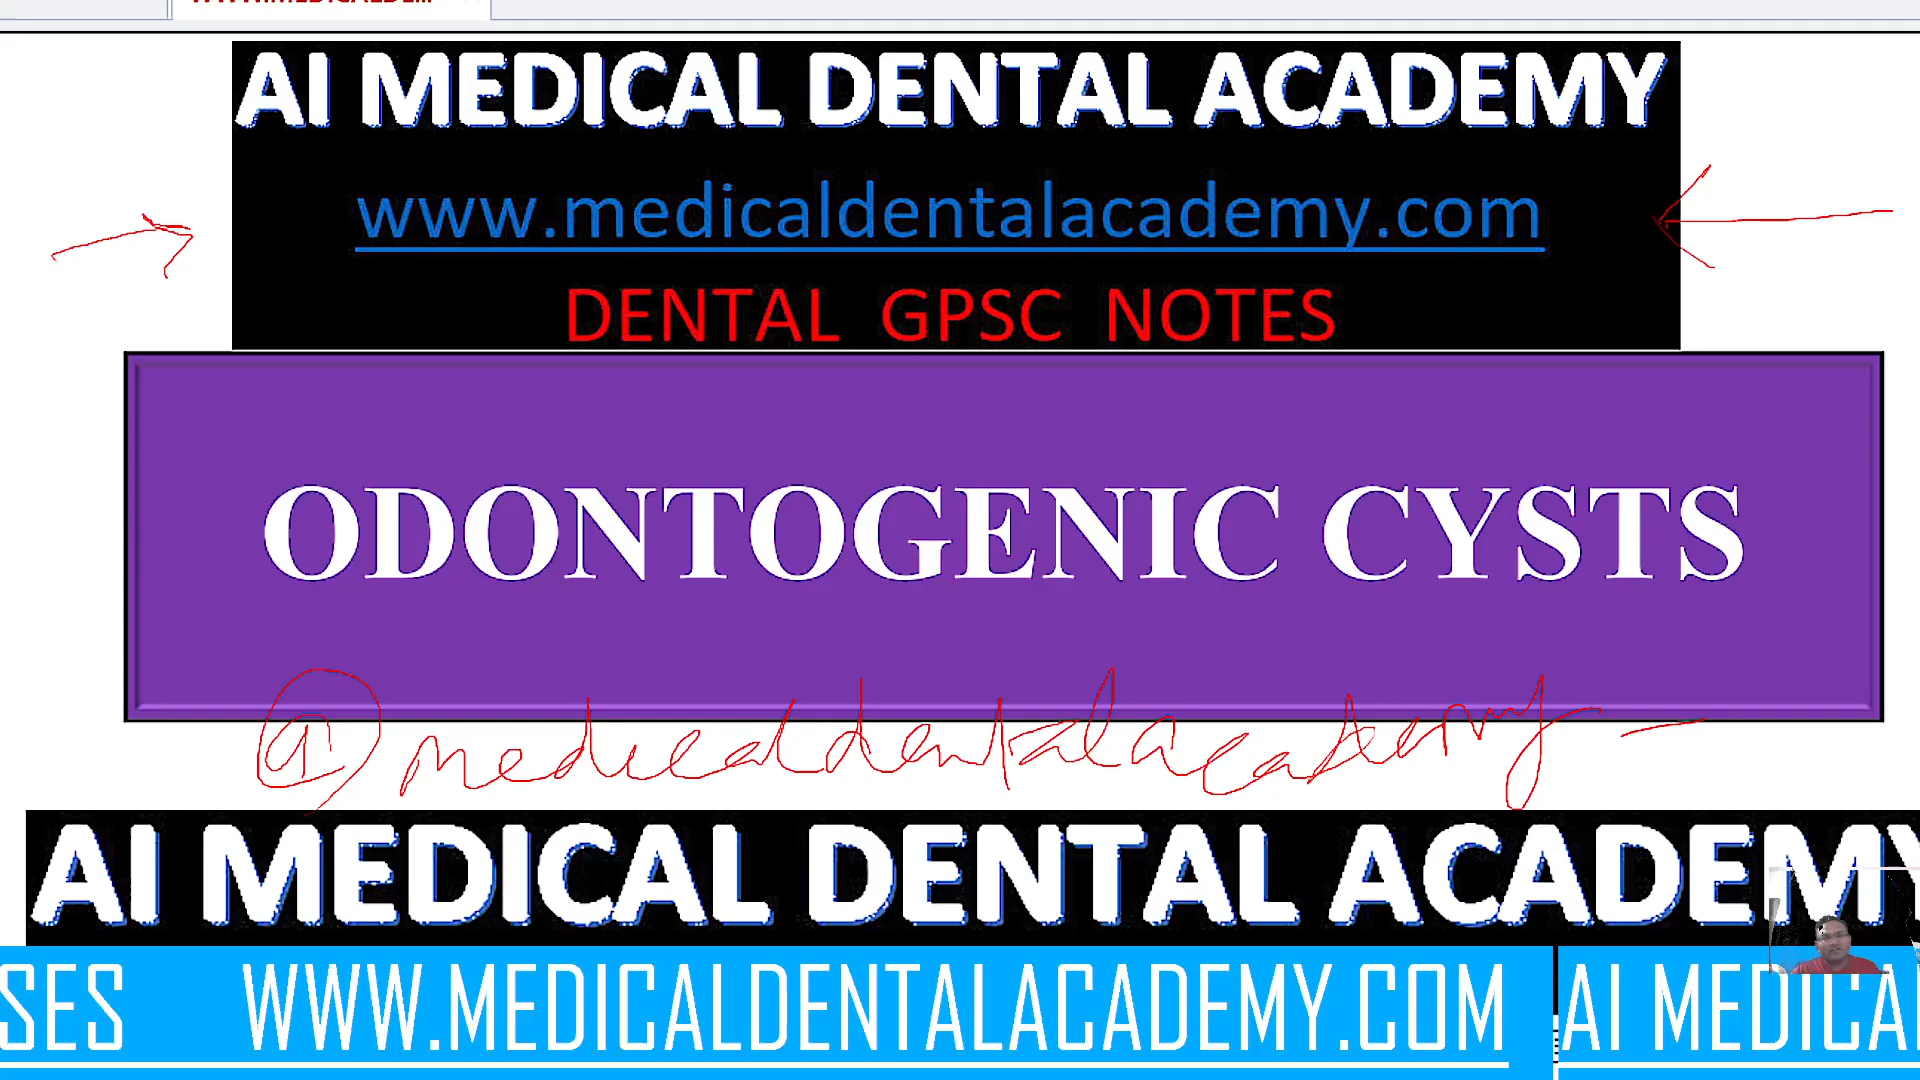 AI MEDICAL DENTAL ACADEMY
www.medicaldentalacademy.com
DENTAL GPSC NOTES
ODONTOGENIC CYSTS
@medicaldentalacademy
AI MEDICAL DENTAL ACADEMY
SES WWW.MEDICALDENTALACADEMY.COM AI MEDICA